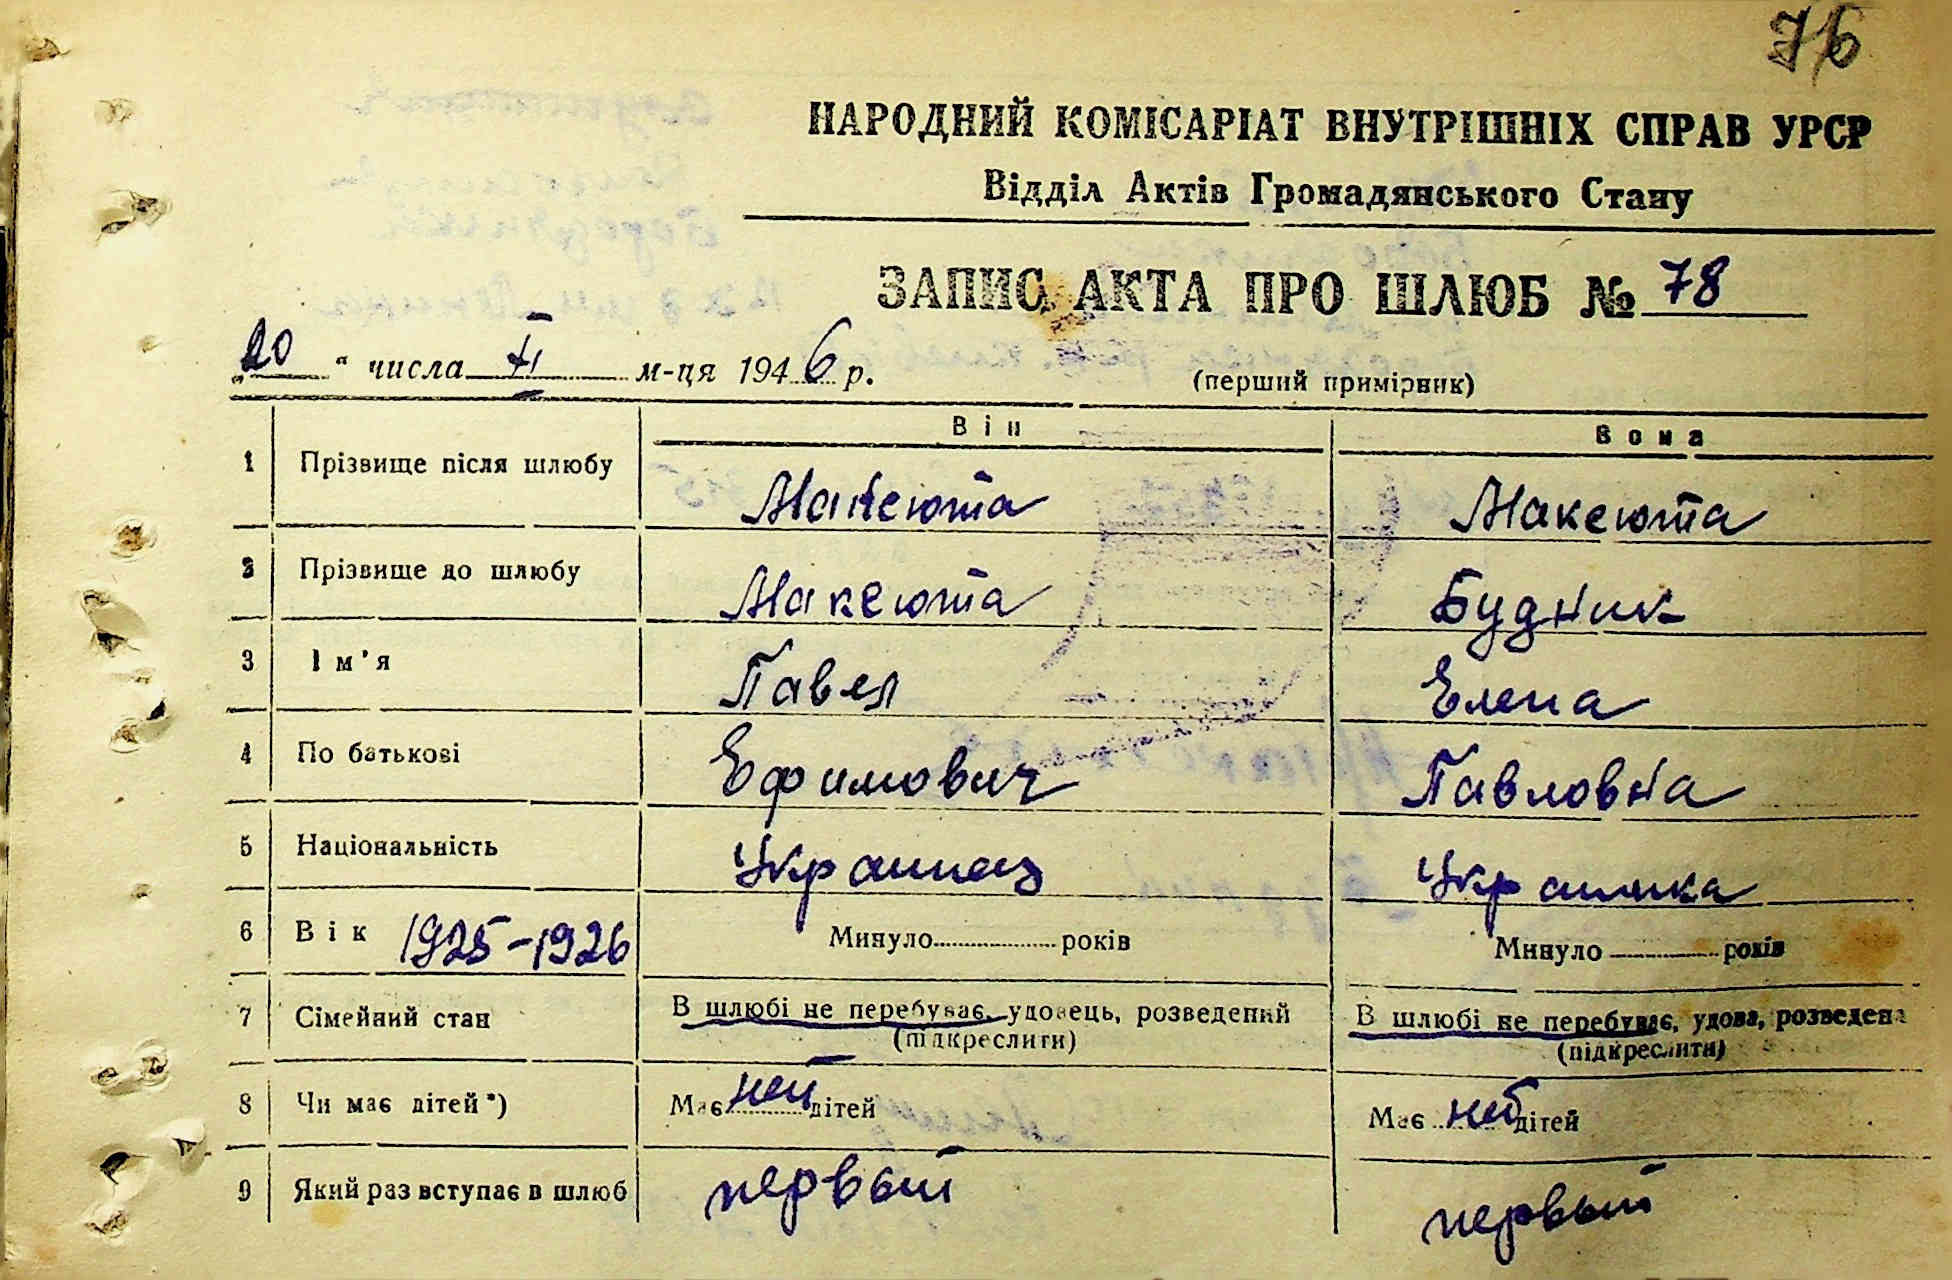 76
НАРОДНИЙ КОМІСАРІАТ ВНУТРІШНІХ СПРАВ УРСР
Відділ Актів Громадянського Стану
ЗАПИС АКТА ПРО ШЛЮБ № 78
„20“ числа II м-ця 1946 р. (перший примірник)
Він Вона
1 Прізвище після шлюбу Максюта Максюта
2 Прізвище до шлюбу Максюта Будник
3 Ім'я Павел Елена
4 По батькові Ефимович Павловна
5 Національність Украинец Украинка
6 Вік 1925-1926 Минуло років Минуло років
7 Сімейний стан В шлюбі не перебуває, удовець, розведений В шлюбі не перебуває, удова, розведена
(підкреслити) (підкреслити)
8 Чи має дітей*) Має нет дітей Має нет дітей
9 Який раз вступає в шлюб первый первый